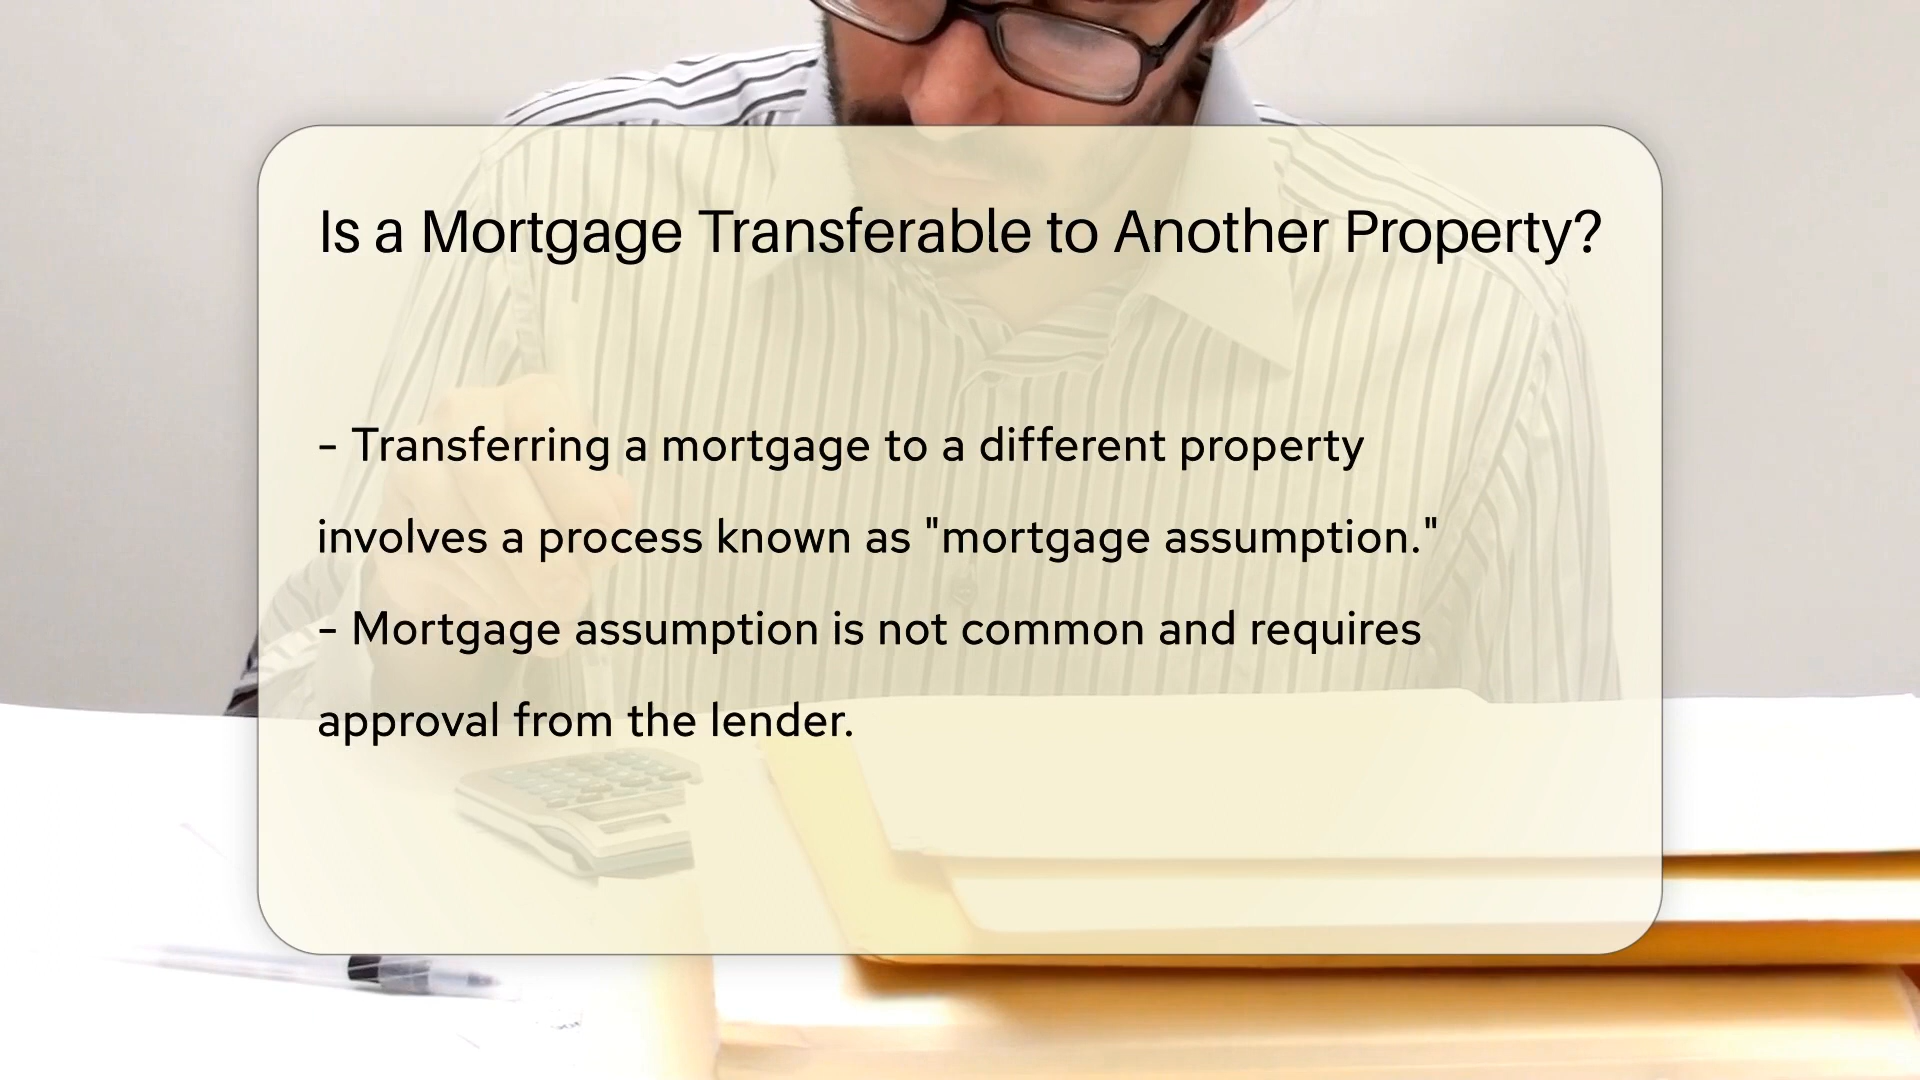 Is a Mortgage Transferable to Another Property?
- Transferring a mortgage to a different property
involves a process known as "mortgage assumption."
- Mortgage assumption is not common and requires
approval from the lender.